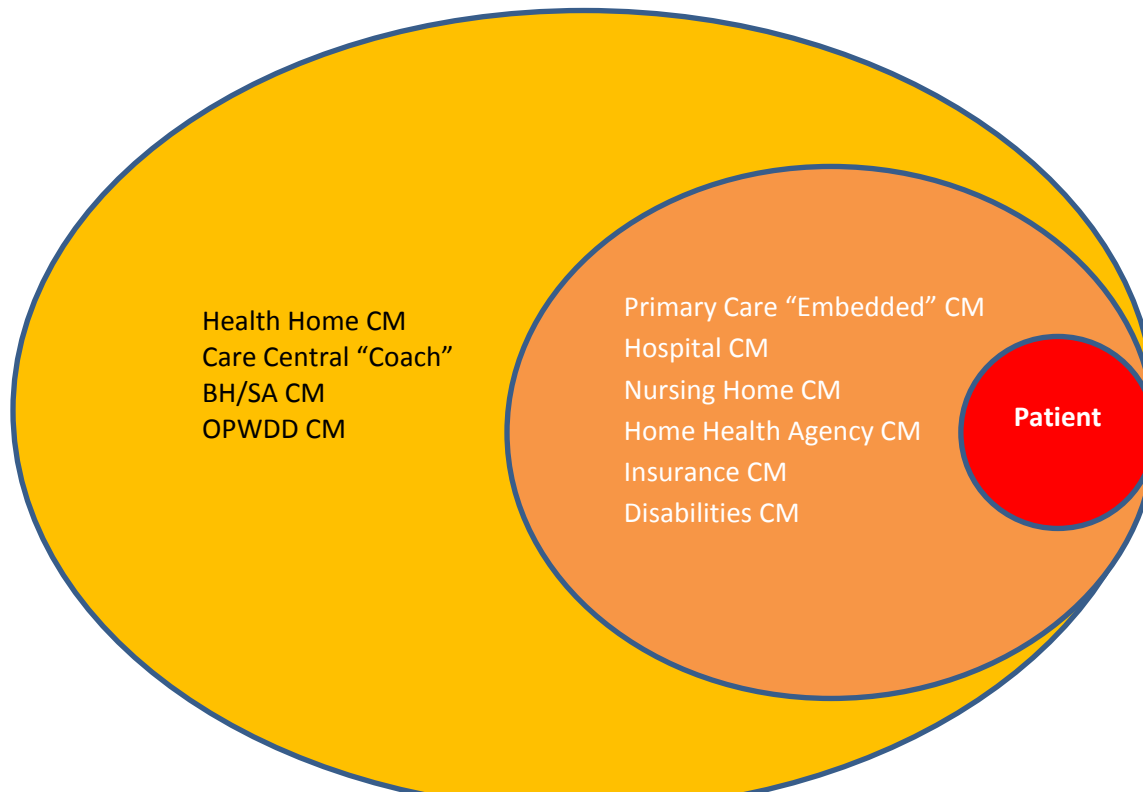 Health Home CM
Care Central “Coach”
BH/SA CM
OPWDD CM
Primary Care “Embedded” CM
Hospital CM
Nursing Home CM
Home Health Agency CM
Insurance CM
Disabilities CM
Patient